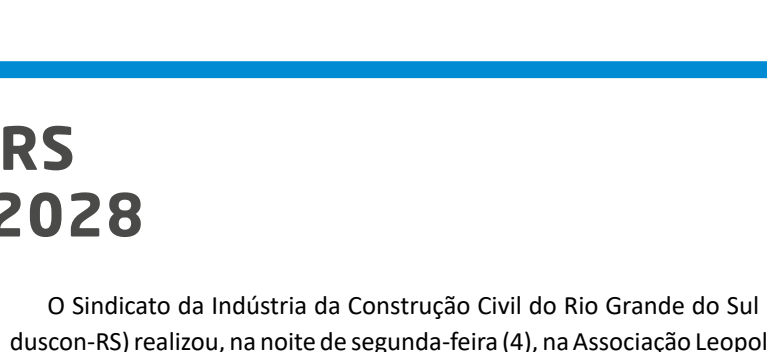 RS
2028
O Sindicato da Indústria da Construção Civil do Rio Grande do Sul
duscon-RS) realizou, na noite de segunda-feira (4), na Associação Leopol